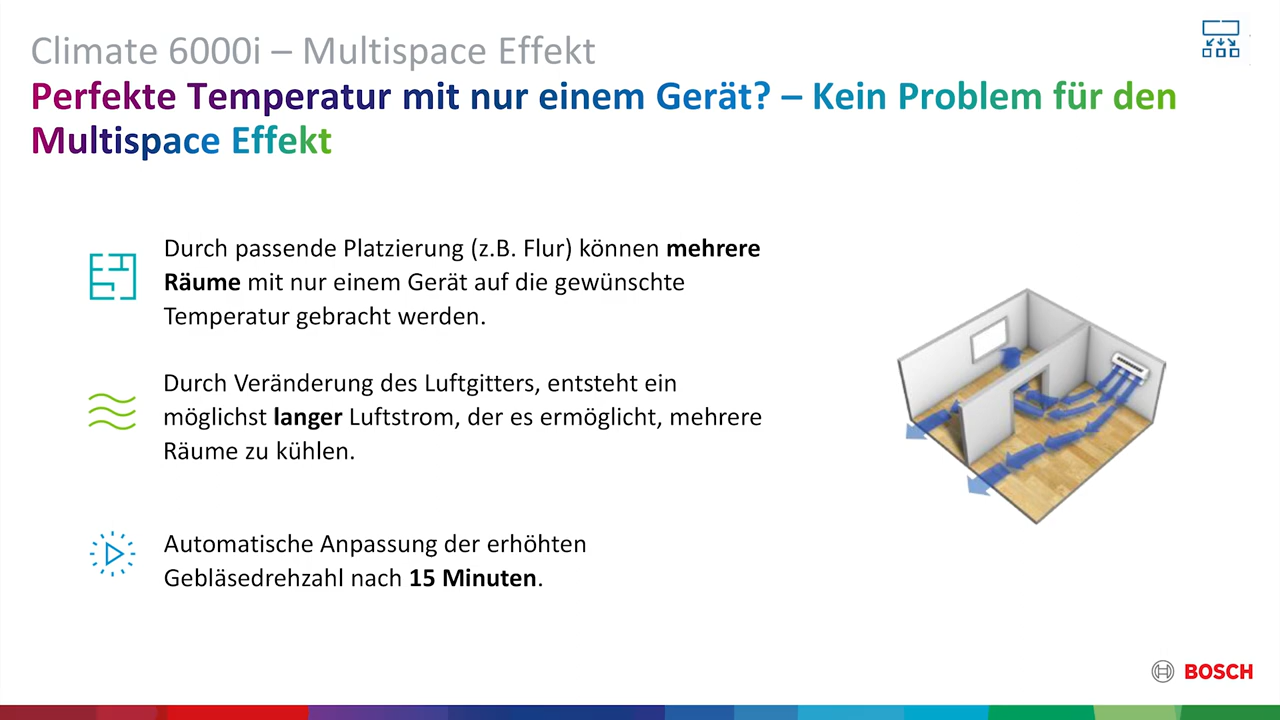 Climate 6000i – Multispace Effekt
Perfekte Temperatur mit nur einem Gerät? – Kein Problem für den
Multispace Effekt
Durch passende Platzierung (z.B. Flur) können mehrere
Räume mit nur einem Gerät auf die gewünschte
Temperatur gebracht werden.
Durch Veränderung des Luftgitters, entsteht ein
möglichst langer Luftstrom, der es ermöglicht, mehrere
Räume zu kühlen.
Automatische Anpassung der erhöhten
Gebläsedrehzahl nach 15 Minuten.
BOSCH